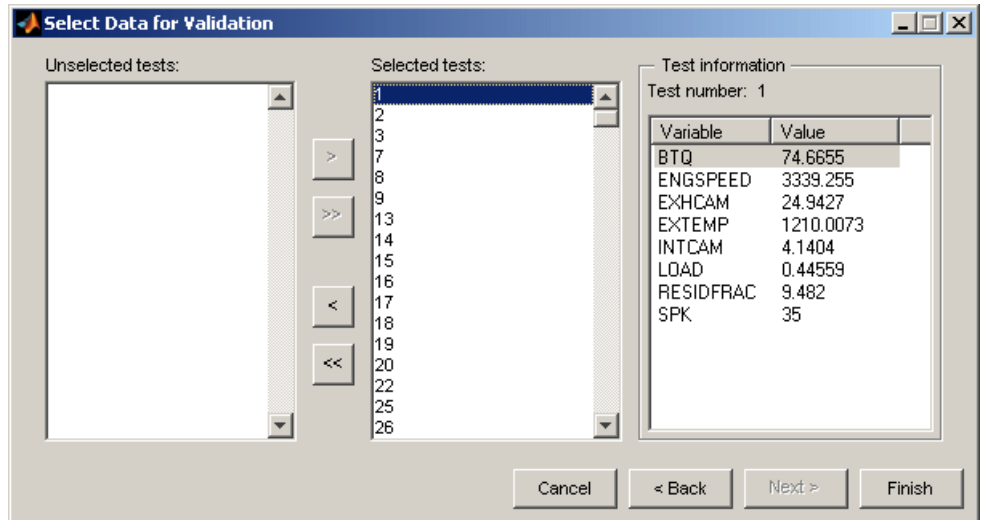 Select Data for Validation
Unselected tests:
>
>>
<
<<
Selected tests:
1
2
3
7
8
9
13
14
15
16
17
18
19
20
22
25
26
Test information
Test number: 1
Variable Value
BTQ 74.6655
ENGSPEED 3339.255
EXHCAM 24.9427
EXTEMP 1210.0073
INTCAM 4.1404
LOAD 0.44559
RESIDFRAC 9.482
SPK 35
Cancel
< Back
Next >
Finish